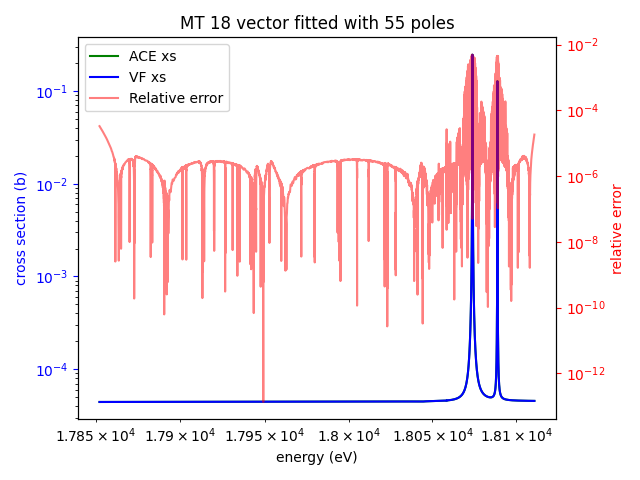 MT 18 vector fitted with 55 poles
ACE xs
VF xs
Relative error
cross section (b)
10⁻¹
10⁻²
10⁻³
10⁻⁴
relative error
10⁻²
10⁻⁴
10⁻⁶
10⁻⁸
10⁻¹⁰
10⁻¹²
1.785 × 10⁴ 1.79 × 10⁴ 1.795 × 10⁴ 1.8 × 10⁴ 1.805 × 10⁴ 1.81 × 10⁴
energy (eV)